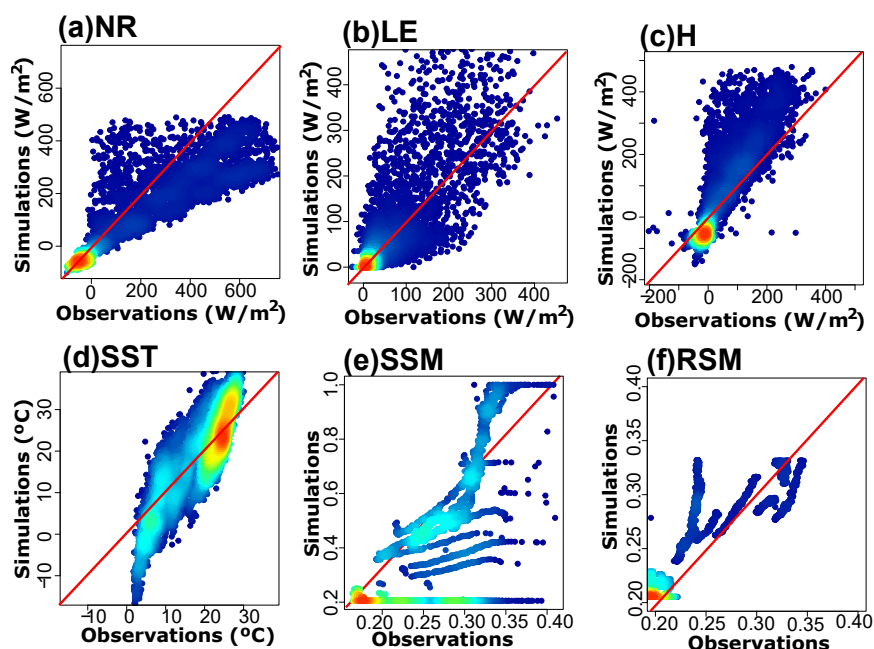 (a)NR
Simulations (W/m²)
600
400
200
0
0 200 400 600
Observations (W/m²)
(b)LE
Simulations (W/m²)
400
300
200
100
0
0 100 200 300 400
Observations (W/m²)
(c)H
Simulations (W/m²)
400
200
0
-200
-200 0 200 400
Observations (W/m²)
(d)SST
Simulations (ºC)
30
20
10
0
40
10 0 10 20 30
Observations (ºC)
(e)SSM
Simulations
1.0
0.8
0.6
0.4
0.2
0.20 0.25 0.30 0.35 0.40
Observations
(f)RSM
Simulations
0.40
0.30
0.25
0.20
0.20 0.25 0.30 0.35 0.40
Observations